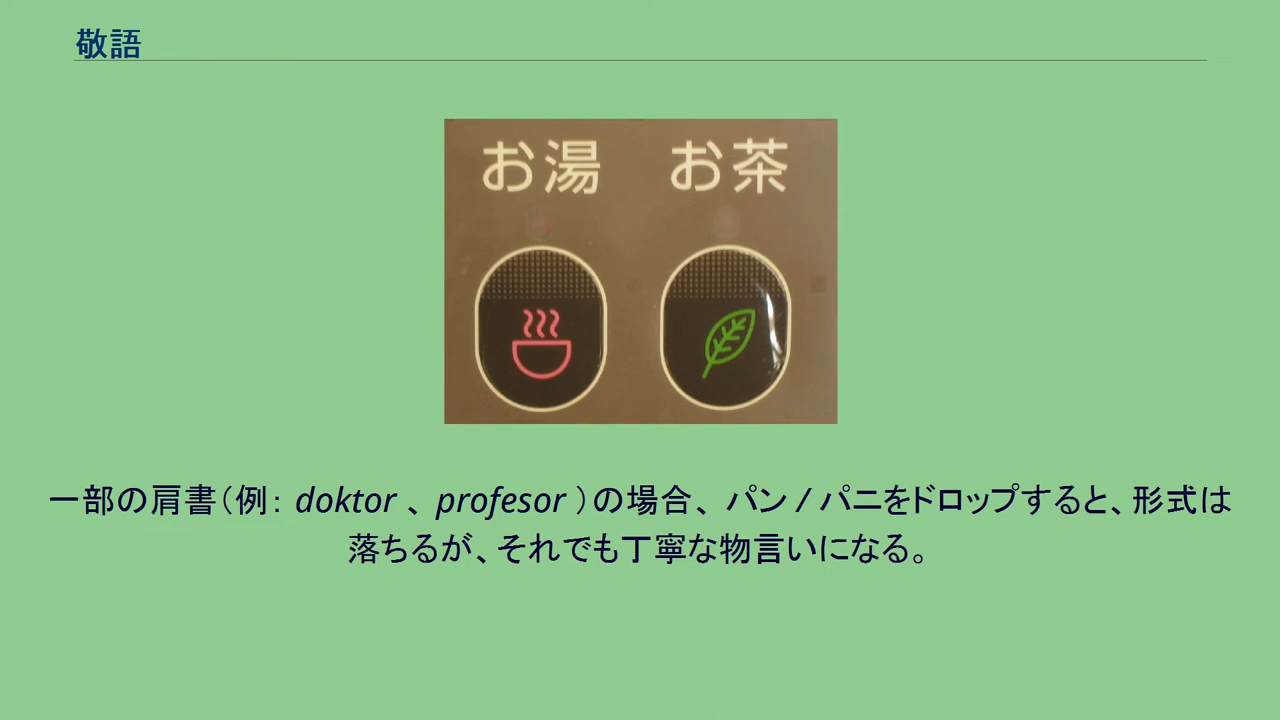 敬語
お湯 お茶
一部の肩書(例: doktor 、profesor )の場合、パン / パニをドロップすると、形式は
落ちるが、それでも丁寧な物言いになる。